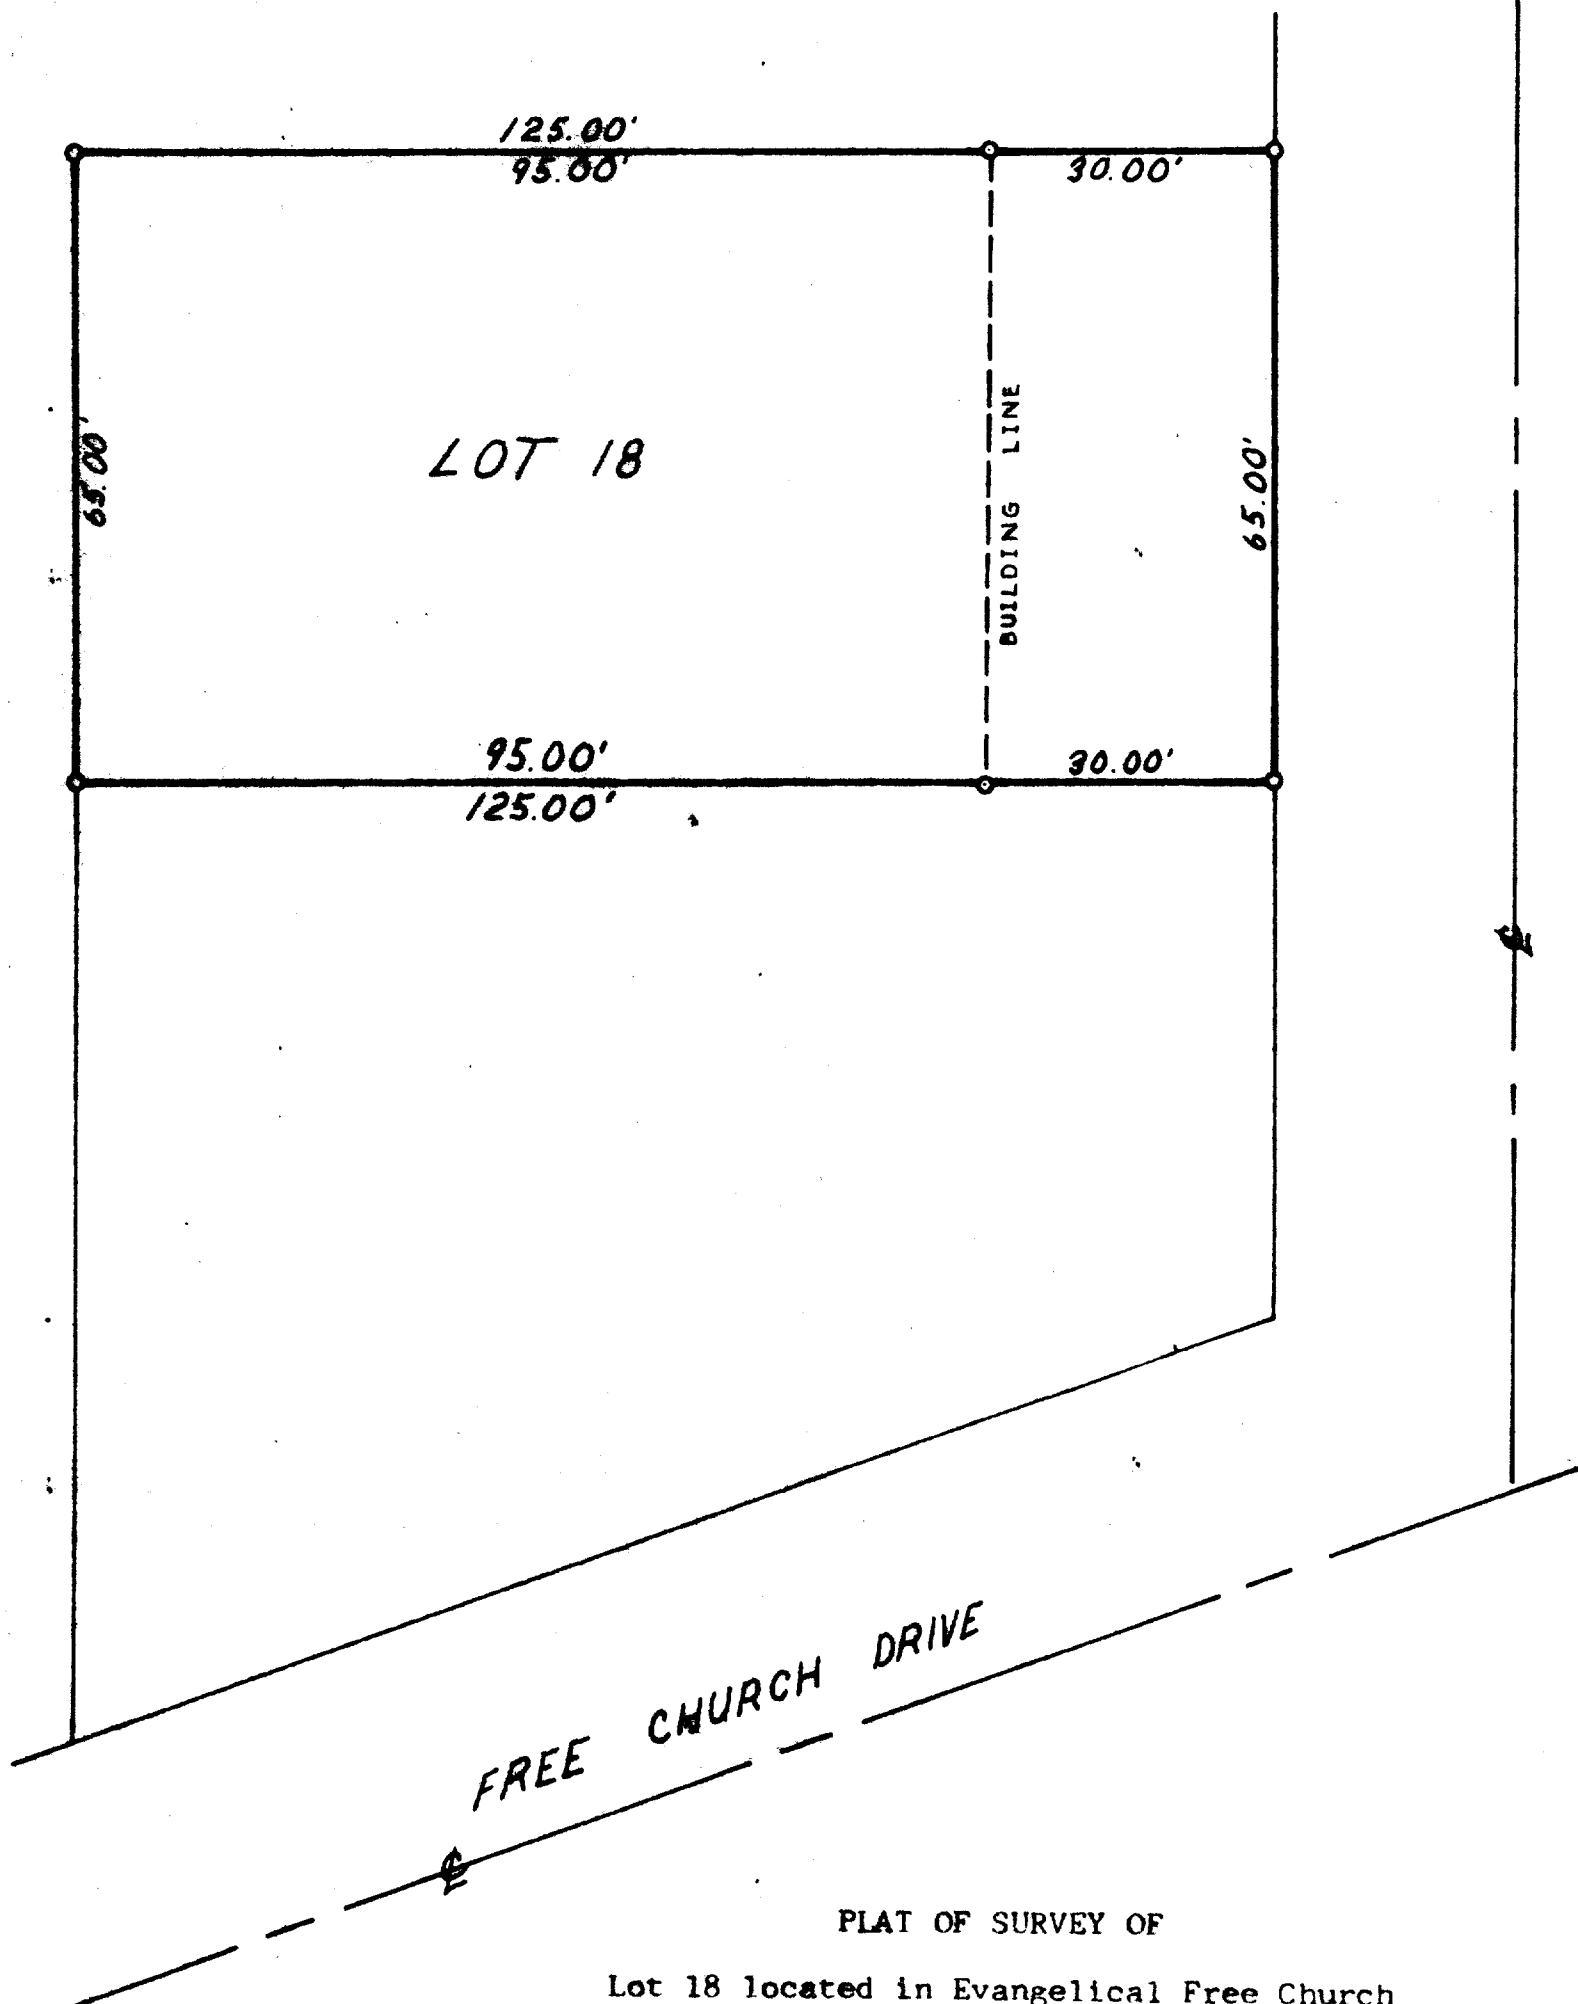 125.00'
95.00' 30.00'
65.00'
LOT 18
BUILDING LINE
65.00'
95.00' 30.00'
125.00'
℄
FREE CHURCH DRIVE
℄
PLAT OF SURVEY OF
Lot 18 located in Evangelical Free Church